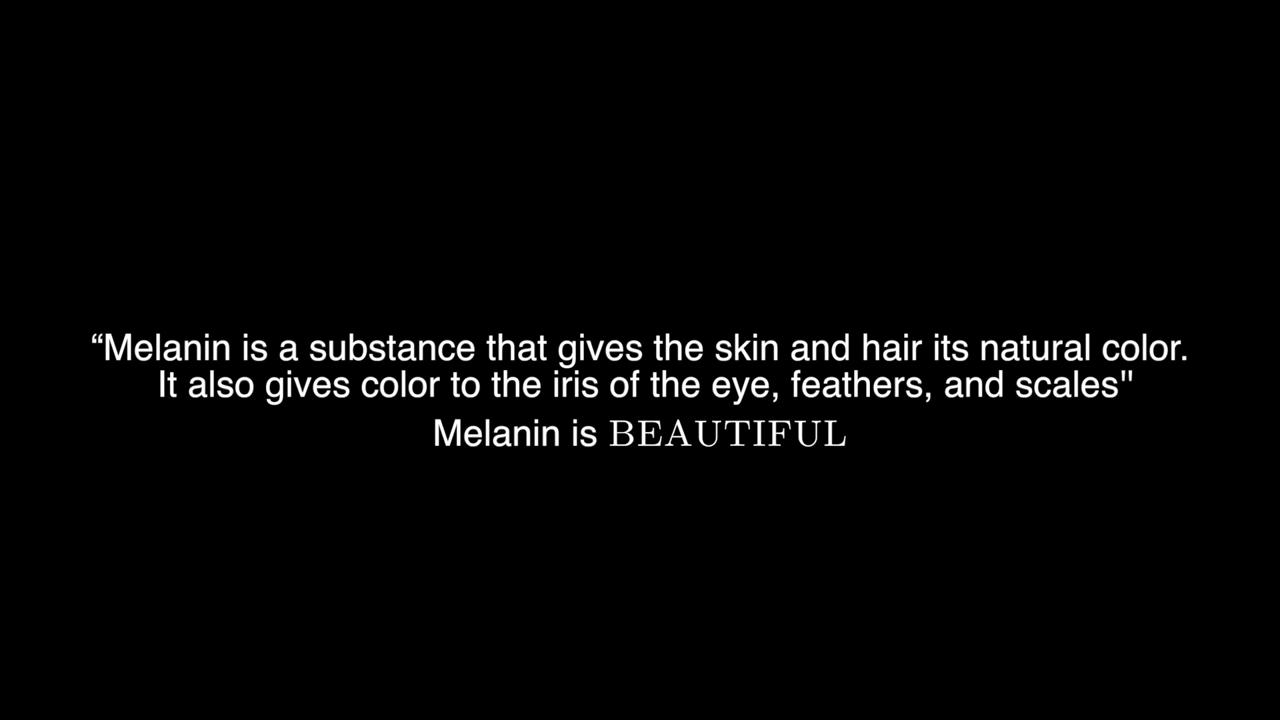 “Melanin is a substance that gives the skin and hair its natural color.
It also gives color to the iris of the eye, feathers, and scales"
Melanin is BEAUTIFUL